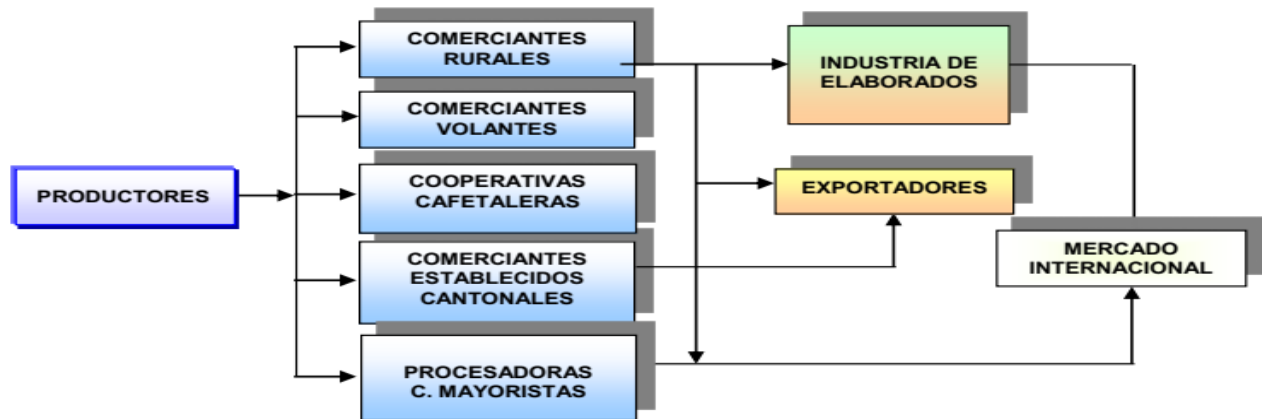 PRODUCTORES
COMERCIANTES
RURALES
COMERCIANTES
VOLANTES
COOPERATIVAS
CAFETALERAS
COMERCIANTES
ESTABLECIDOS
CANTONALES
PROCESADORAS
C. MAYORISTAS
INDUSTRIA DE
ELABORADOS
EXPORTADORES
MERCADO
INTERNACIONAL